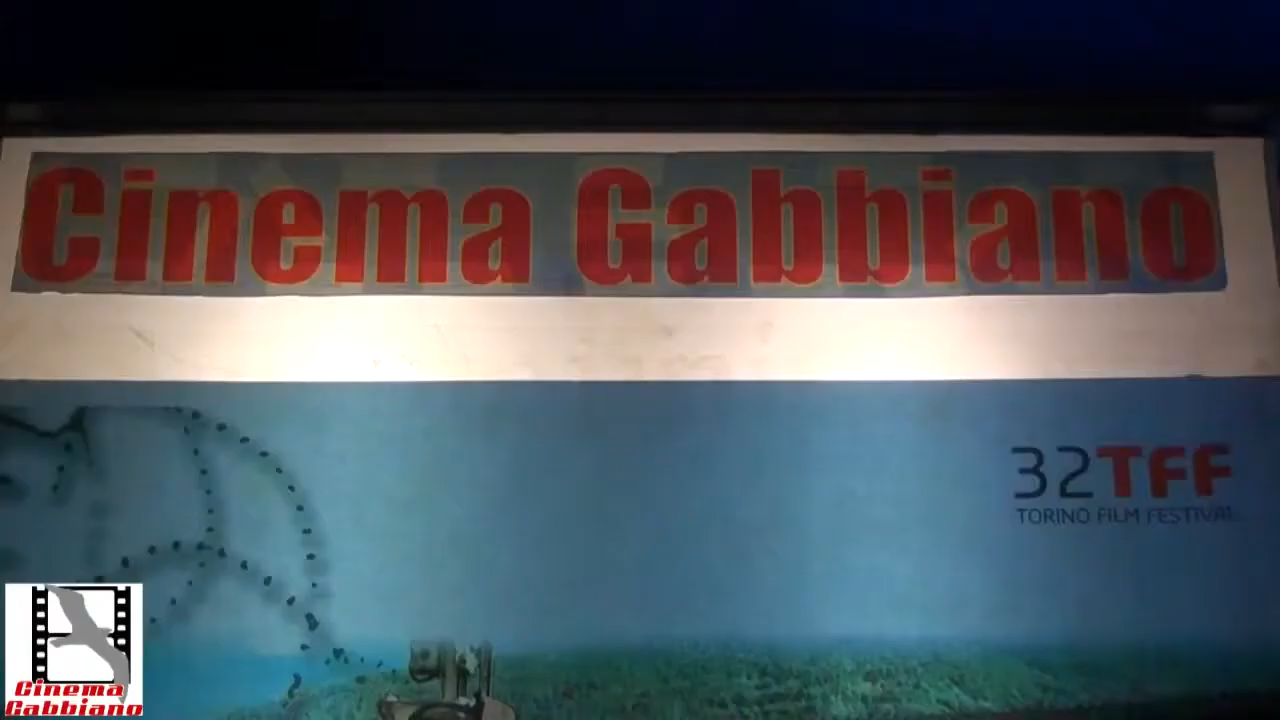 Cinema Gabbiano
32TFF
TORINO FILM FESTIVAL
Cinema
Gabbiano